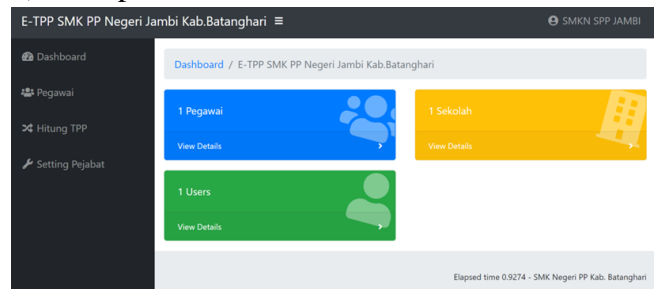 E-TPP SMK PP Negeri Jambi Kab.Batanghari
SMKN SPP JAMBI
Dashboard
Pegawai
Hitung TPP
Setting Pejabat
Dashboard / E-TPP SMK PP Negeri Jambi Kab.Batanghari
1 Pegawai
View Details
1 Sekolah
View Details
1 Users
View Details
Elapsed time 0.9274 - SMK Negeri PP Kab. Batanghari